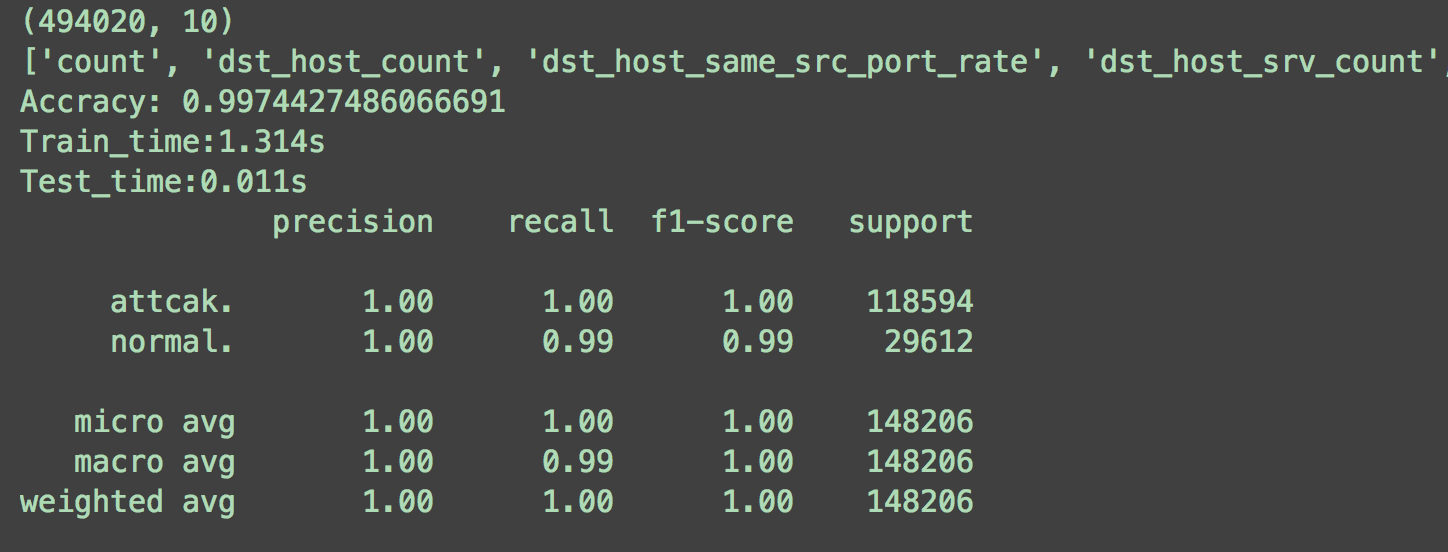 (494020, 10)
['count', 'dst_host_count', 'dst_host_same_src_port_rate', 'dst_host_srv_count',
Accracy: 0.9974427486066691
Train_time:1.314s
Test_time:0.011s
precision recall f1-score support
attcak. 1.00 1.00 1.00 118594
normal. 1.00 0.99 0.99 29612
micro avg 1.00 1.00 1.00 148206
macro avg 1.00 0.99 1.00 148206
weighted avg 1.00 1.00 1.00 148206